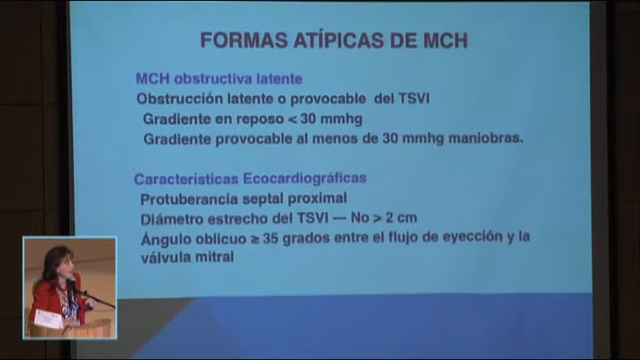 FORMAS ATÍPICAS DE MCH
MCH obstructiva latente
Obstrucción latente o provocable del TSVI
Gradiente en reposo < 30 mmhg
Gradiente provocable al menos de 30 mmhg maniobras.
Características Ecocardiográficas
Protuberancia septal proximal
Diámetro estrecho del TSVI — No > 2 cm
Ángulo oblicuo ≥ 35 grados entre el flujo de eyección y la
válvula mitral